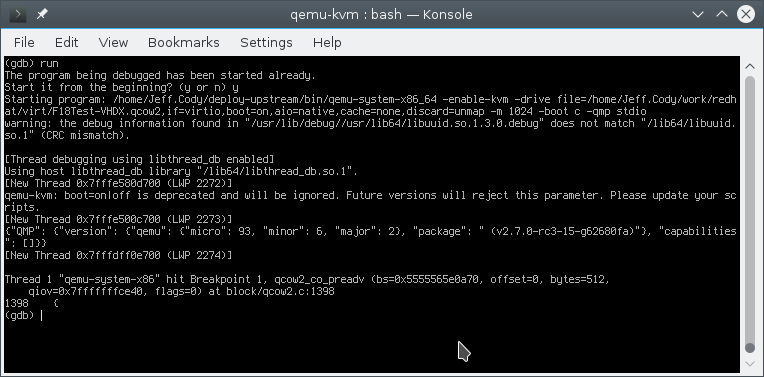 qemu-kvm : bash — Konsole
File Edit View Bookmarks Settings Help
(gdb) run
The program being debugged has been started already.
Start it from the beginning? (y or n) y
Starting program: /home/Jeff.Cody/deploy-upstream/bin/qemu-system-x86_64 -enable-kvm -drive file=/home/Jeff.Cody/work/redh
at/virt/F18Test-VHDX.qcow2,if=virtio,boot=on,aio=native,cache=none,discard=unmap -m 1024 -boot c -qmp stdio
warning: the debug information found in "/usr/lib/debug//usr/lib64/libuuid.so.1.3.0.debug" does not match "/lib64/libuuid.
so.1" (CRC mismatch).
[Thread debugging using libthread_db enabled]
Using host libthread_db library "/lib64/libthread_db.so.1".
[New Thread 0x7fffe580d700 (LWP 2272)]
qemu-kvm: boot=on|off is deprecated and will be ignored. Future versions will reject this parameter. Please update your sc
ripts.
[New Thread 0x7fffe500c700 (LWP 2273)]
{"QMP": {"version": {"qemu": {"micro": 93, "minor": 6, "major": 2}, "package": " (v2.7.0-rc3-15-g62680fa)"}, "capabilities
": []}}
[New Thread 0x7fffdff0e700 (LWP 2274)]
Thread 1 "qemu-system-x86" hit Breakpoint 1, qcow2_co_preadv (bs=0x5555565e0a70, offset=0, bytes=512,
qiov=0x7fffffffce40, flags=0) at block/qcow2.c:1398
1398 {
(gdb)